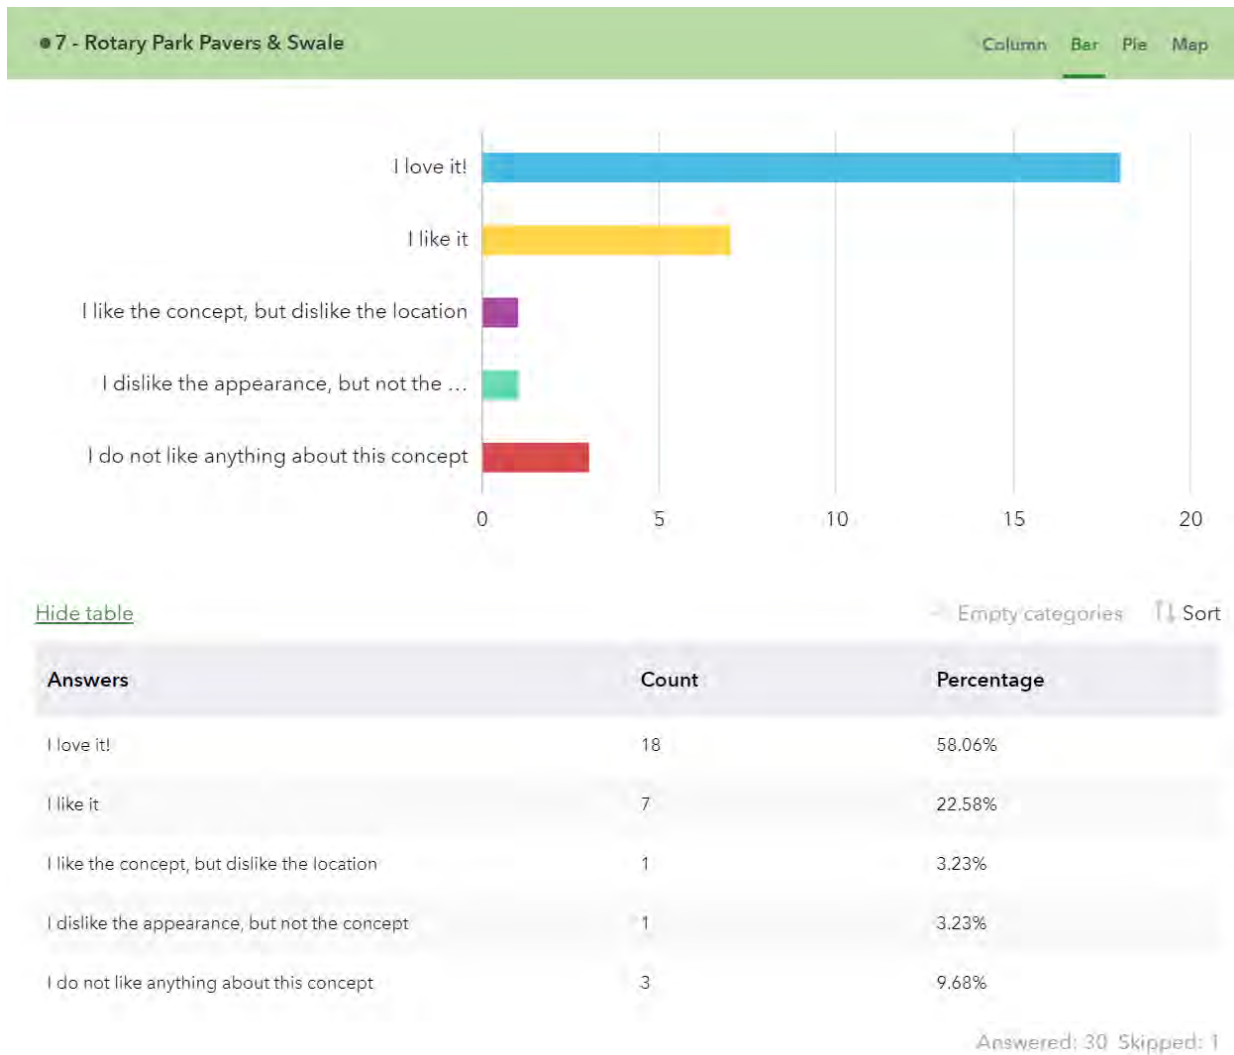 7 - Rotary Park Pavers & Swale
Column Bar Pie Map
I love it!
I like it
I like the concept, but dislike the location
I dislike the appearance, but not the ...
I do not like anything about this concept
0 5 10 15 20
Hide table
Empty categories Sort
Answers Count Percentage
I love it! 18 58.06%
I like it 7 22.58%
I like the concept, but dislike the location 1 3.23%
I dislike the appearance, but not the concept 1 3.23%
I do not like anything about this concept 3 9.68%
Answered: 30 Skipped: 1